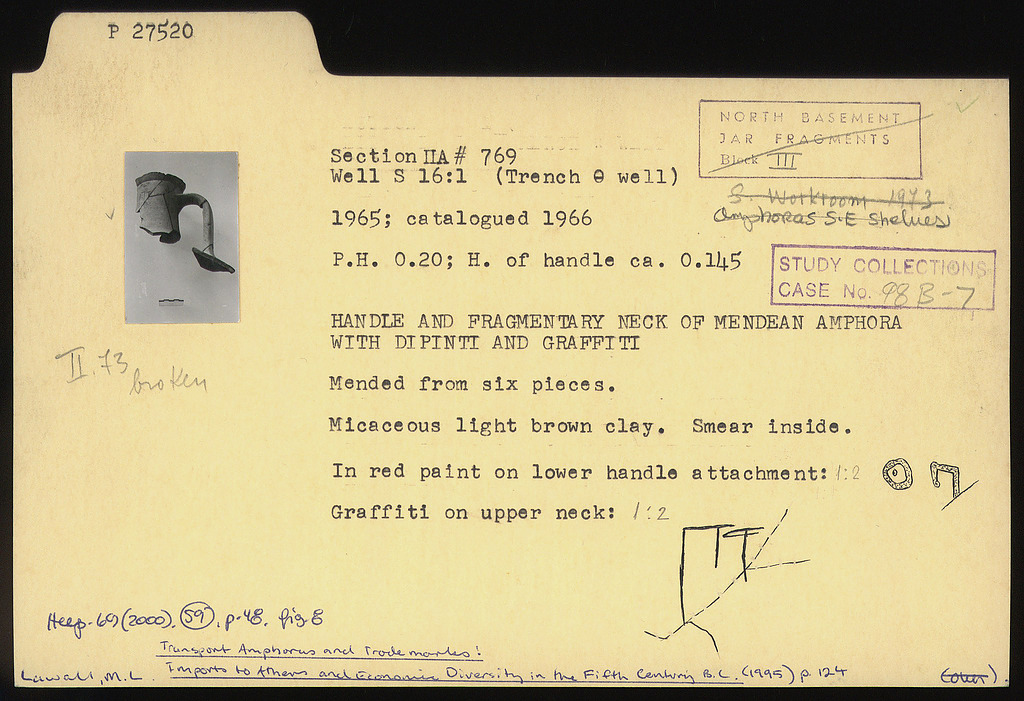 P 27520
NORTH BASEMENT
JAR FRAGMENTS
Block III
Section ΠΑ# 769
Well S 16:1 (Trench Θ well)
S. Workroom 1973
Amphoras S-E Shelves
1965; catalogued 1966
P.H. 0.20; H. of handle ca. 0.145
STUDY COLLECTIONS
CASE No. 98 B-7
HANDLE AND FRAGMENTARY NECK OF MENDEAN AMPHORA
WITH DIPINTI AND GRAFFITI
II.73
broken
Mended from six pieces.
Micaceous light brown clay. Smear inside.
In red paint on lower handle attachment: 1:2
Graffiti on upper neck: 1:2
69 (2000), 59, p. 48, fig. 8
Transport Amphoras and Trademarks:
Lawall, M.L. Imports to Athens and Economic Diversity in the Fifth Century B.C. (1995) p. 124